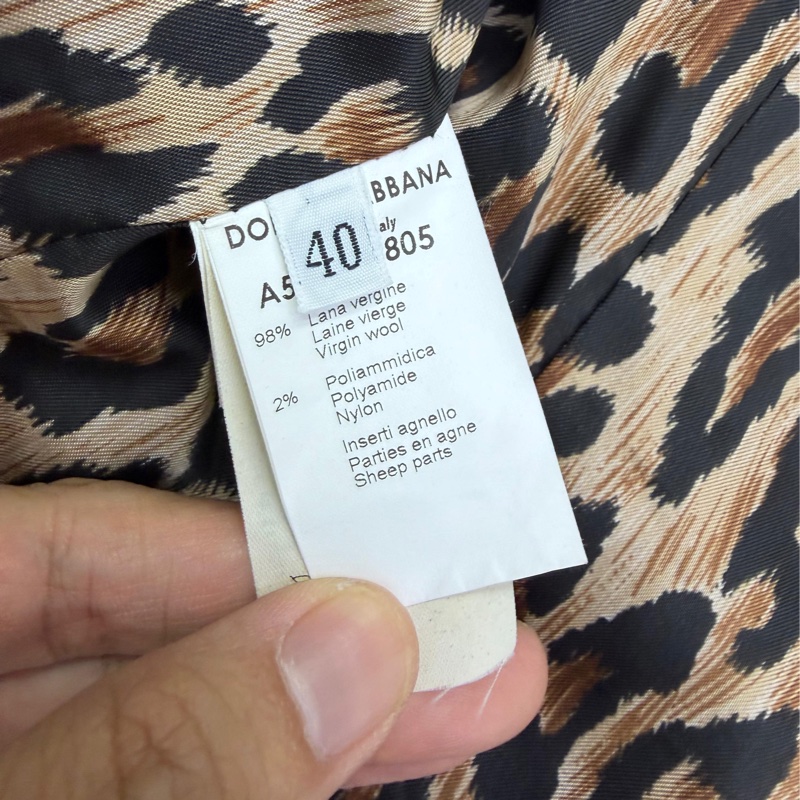 DO BBANA
40
aly
A5 805
98% Lana vergine
Laine vierge
Virgin wool
2% Poliammidica
Polyamide
Nylon
Inserti agnello
Parties en agne
Sheep parts